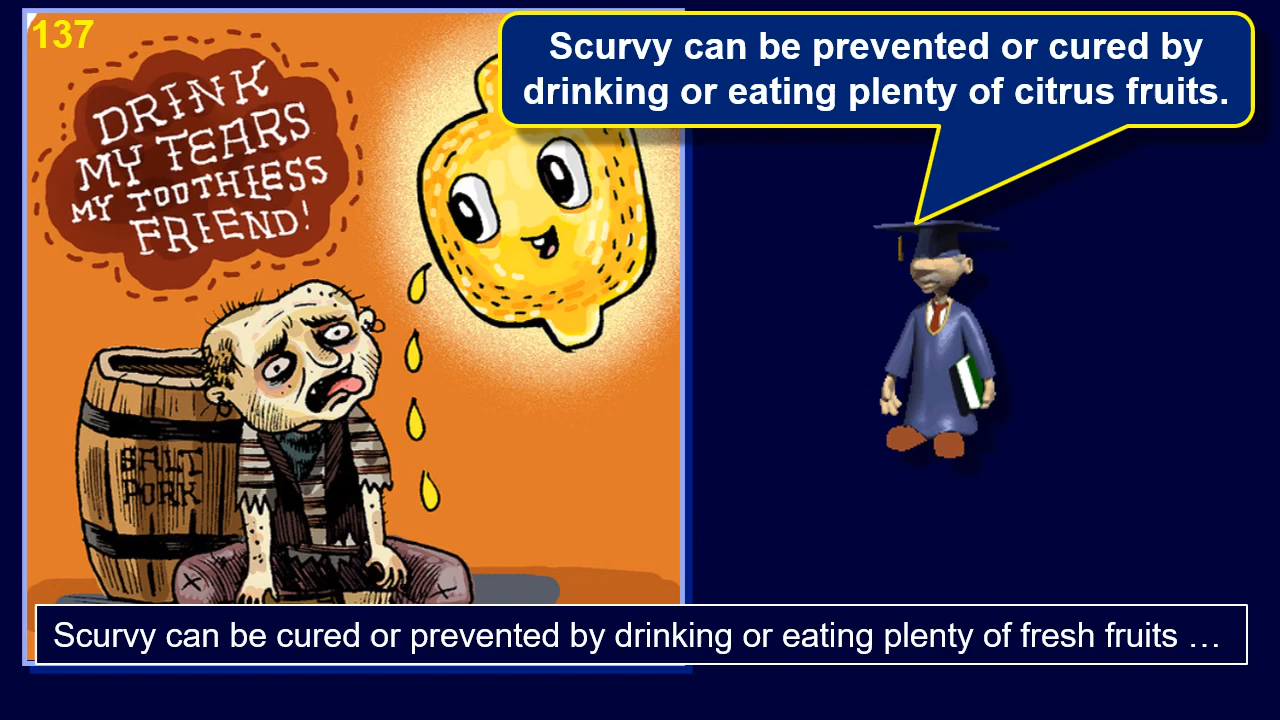 137
Scurvy can be prevented or cured by
drinking or eating plenty of citrus fruits.
DRINK
MY TEARS
MY TOOTHLESS
FRIEND!
SALT
PORK
Scurvy can be cured or prevented by drinking or eating plenty of fresh fruits …